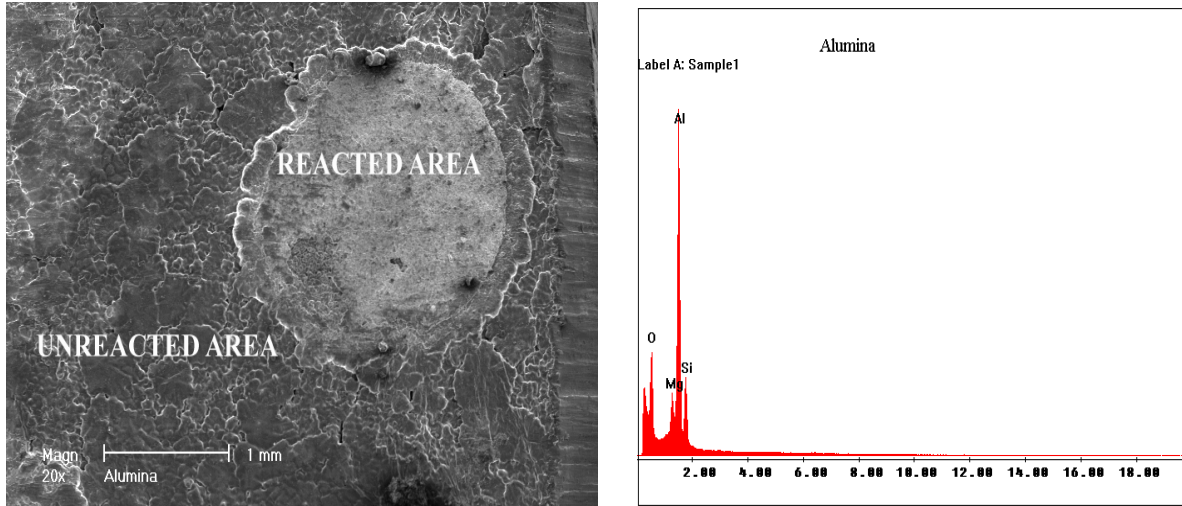 REACTED AREA
UNREACTED AREA
Magn
20x
1 mm
Alumina
Alumina
Label A: Sample1
Al
O
Si
Mg
2.00 4.00 6.00 8.00 10.00 12.00 14.00 16.00 18.00